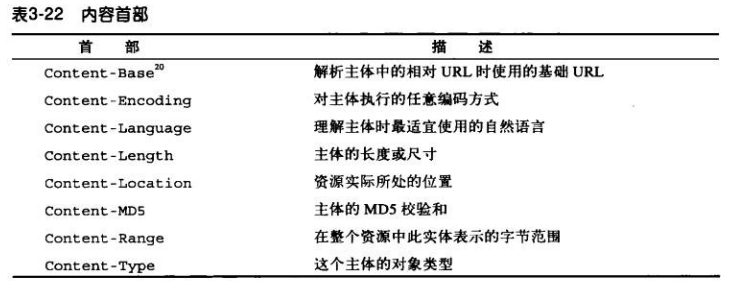 表3-22 内容首部
首 部 描 述
Content-Base20 解析主体中的相对 URL 时使用的基础 URL
Content-Encoding 对主体执行的任意编码方式
Content-Language 理解主体时最适宜使用的自然语言
Content-Length 主体的长度或尺寸
Content-Location 资源实际所处的位置
Content-MD5 主体的 MD5 校验和
Content-Range 在整个资源中此实体表示的字节范围
Content-Type 这个主体的对象类型